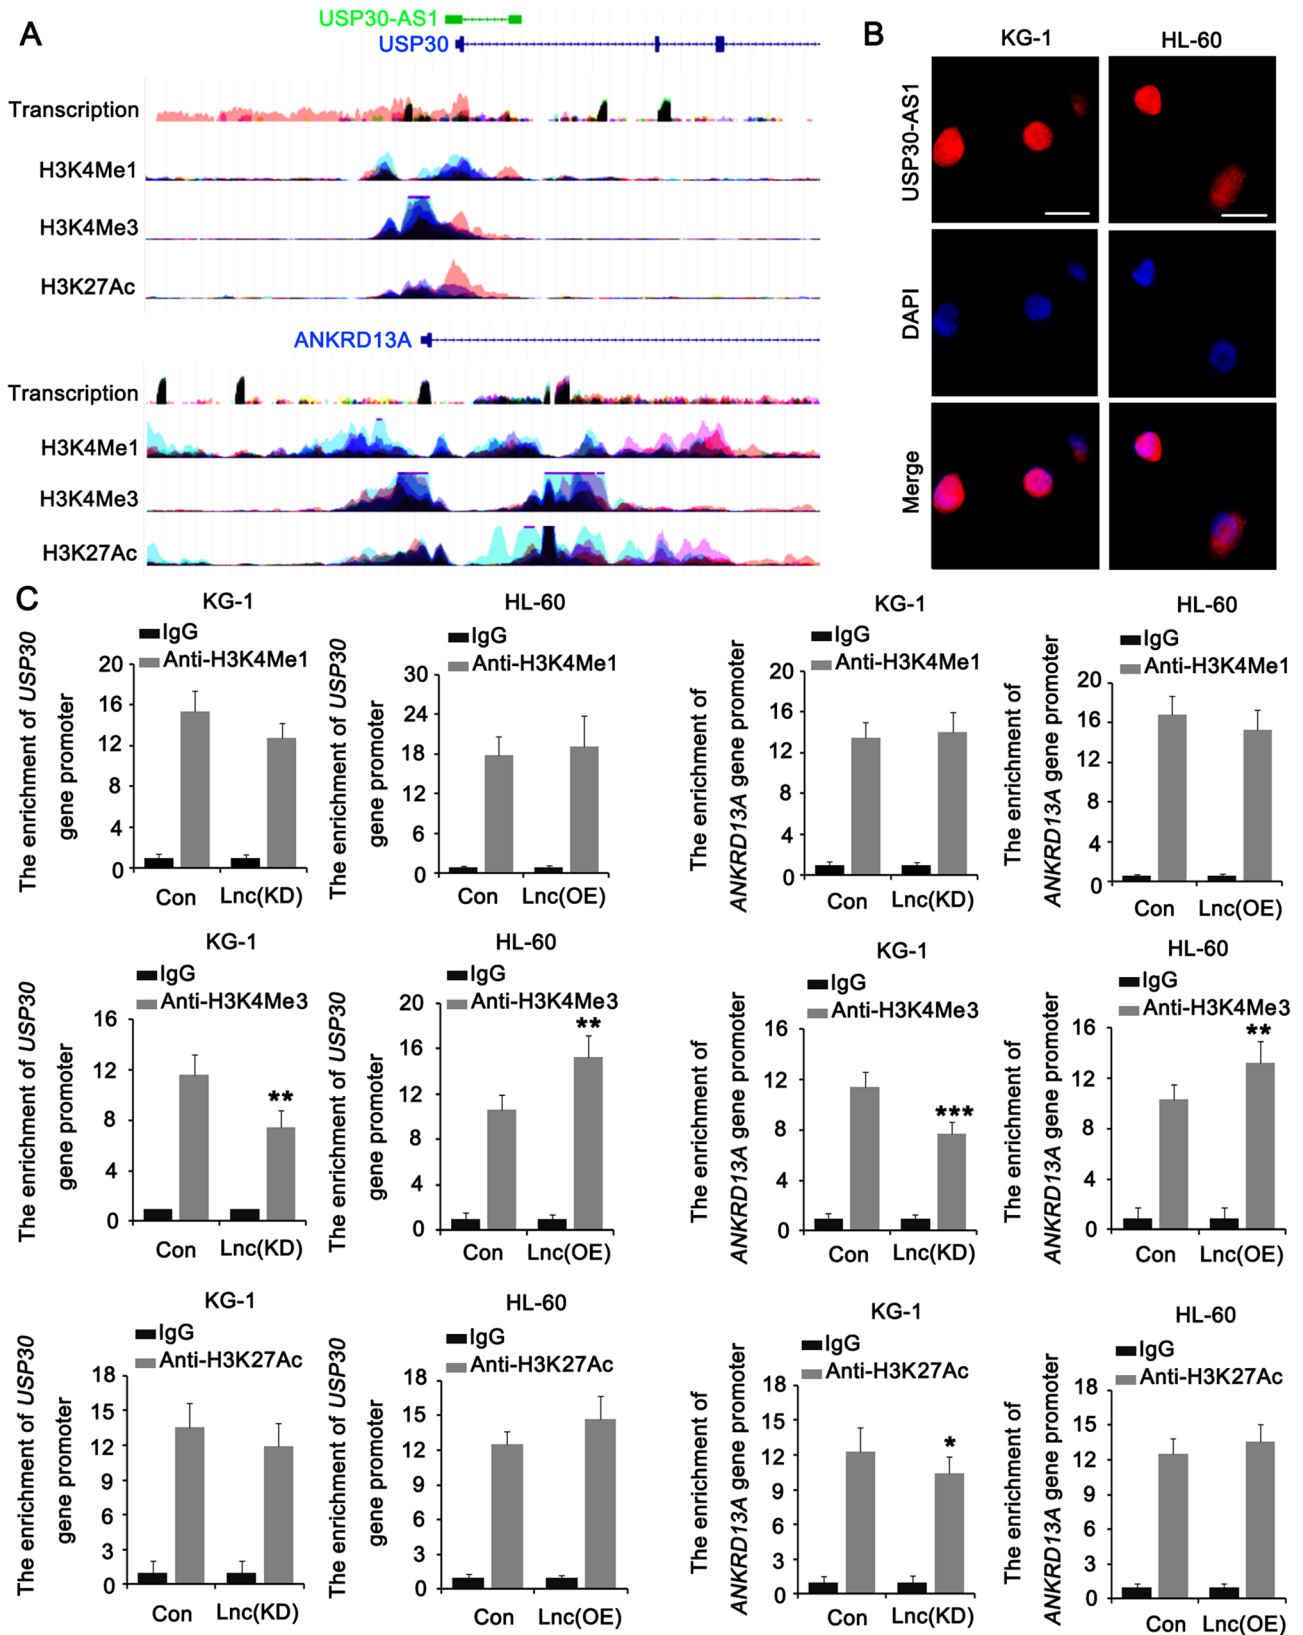 A
USP30-AS1
USP30
Transcription
H3K4Me1
H3K4Me3
H3K27Ac
ANKRD13A
Transcription
H3K4Me1
H3K4Me3
H3K27Ac
B
KG-1
HL-60
USP30-AS1
DAPI
Merge
C
KG-1
IgG
Anti-H3K4Me1
The enrichment of USP30
gene promoter
20
16
12
8
4
0
Con
Lnc(KD)
HL-60
IgG
Anti-H3K4Me1
The enrichment of USP30
gene promoter
30
24
18
12
6
0
Con
Lnc(OE)
KG-1
IgG
Anti-H3K4Me1
The enrichment of
ANKRD13A gene promoter
20
16
12
8
4
0
Con
Lnc(KD)
HL-60
IgG
Anti-H3K4Me1
The enrichment of
ANKRD13A gene promoter
20
16
12
8
4
0
Con
Lnc(OE)
KG-1
IgG
Anti-H3K4Me3
The enrichment of USP30
gene promoter
16
12
8
4
0
**
Con
Lnc(KD)
HL-60
IgG
Anti-H3K4Me3
The enrichment of USP30
gene promoter
20
16
12
8
4
0
**
Con
Lnc(OE)
KG-1
IgG
Anti-H3K4Me3
The enrichment of
ANKRD13A gene promoter
16
12
8
4
0
***
Con
Lnc(KD)
HL-60
IgG
Anti-H3K4Me3
The enrichment of
ANKRD13A gene promoter
16
12
8
4
0
**
Con
Lnc(OE)
KG-1
IgG
Anti-H3K27Ac
The enrichment of USP30
gene promoter
18
15
12
9
6
3
0
Con
Lnc(KD)
HL-60
IgG
Anti-H3K27Ac
The enrichment of USP30
gene promoter
18
15
12
9
6
3
0
Con
Lnc(OE)
KG-1
IgG
Anti-H3K27Ac
The enrichment of
ANKRD13A gene promoter
18
15
12
9
6
3
0
*
Con
Lnc(KD)
HL-60
IgG
Anti-H3K27Ac
The enrichment of
ANKRD13A gene promoter
18
15
12
9
6
3
0
Con
Lnc(OE)